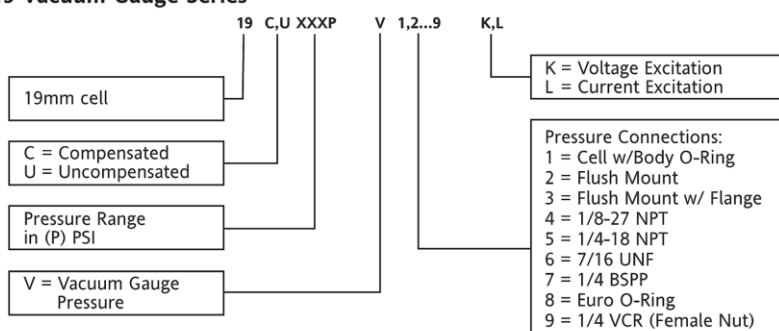 19 Vacuum Gauge Series
19 C,U XXXP V 1,2...9 K,L
19mm cell
C = Compensated
U = Uncompensated
Pressure Range
in (P) PSI
V = Vacuum Gauge
Pressure
K = Voltage Excitation
L = Current Excitation
Pressure Connections:
1 = Cell w/Body O-Ring
2 = Flush Mount
3 = Flush Mount w/ Flange
4 = 1/8-27 NPT
5 = 1/4-18 NPT
6 = 7/16 UNF
7 = 1/4 BSPP
8 = Euro O-Ring
9 = 1/4 VCR (Female Nut)